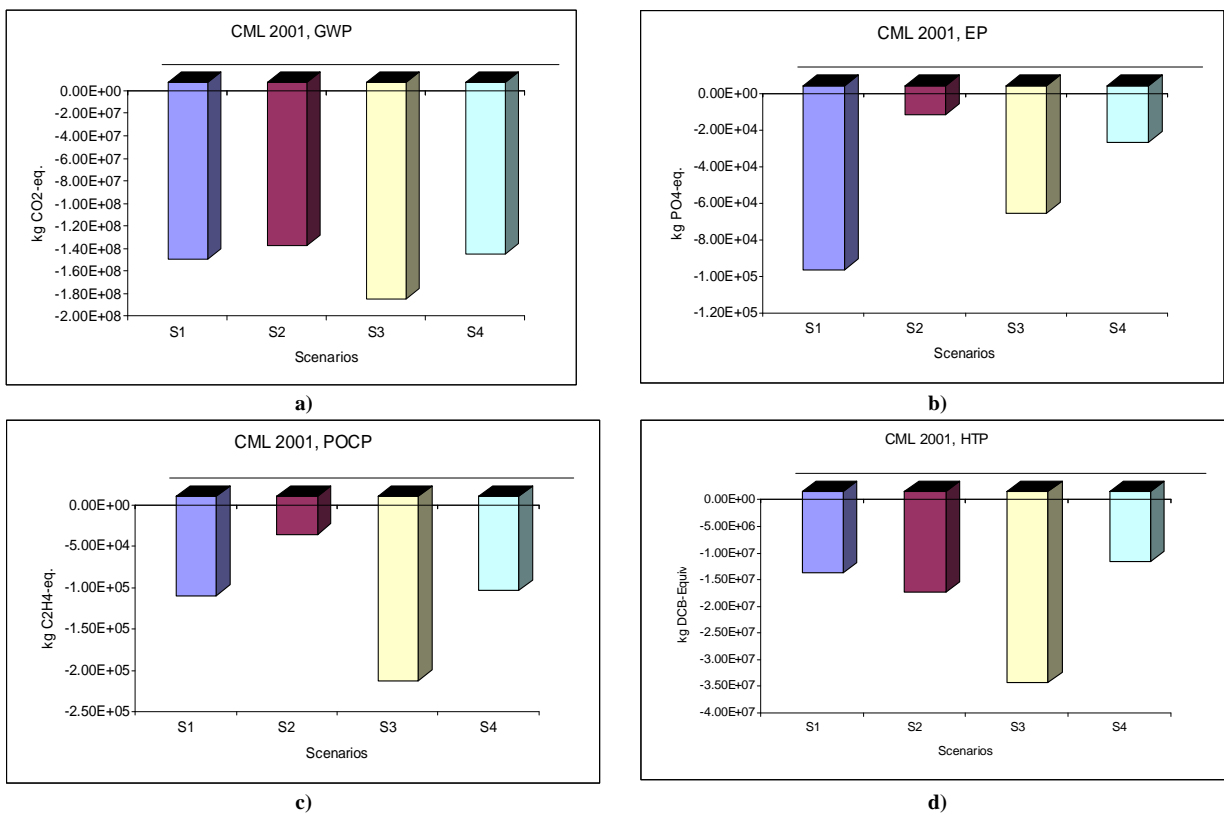 CML 2001, GWP
0.00E+00
-2.00E+07
-4.00E+07
-6.00E+07
-8.00E+07
-1.00E+08
-1.20E+08
-1.40E+08
-1.60E+08
-1.80E+08
-2.00E+08
kg CO2-eq.
S1 S2 S3 S4
Scenarios
a)
CML 2001, EP
0.00E+00
-2.00E+04
-4.00E+04
-6.00E+04
-8.00E+04
-1.00E+05
-1.20E+05
kg PO4-eq.
S1 S2 S3 S4
Scenarios
b)
CML 2001, POCP
0.00E+00
-5.00E+04
-1.00E+05
-1.50E+05
-2.00E+05
-2.50E+05
kg C2H4-eq.
S1 S2 S3 S4
Scenarios
c)
CML 2001, HTP
0.00E+00
-5.00E+06
-1.00E+07
-1.50E+07
-2.00E+07
-2.50E+07
-3.00E+07
-3.50E+07
-4.00E+07
kg DCB-Equiv
S1 S2 S3 S4
Scenarios
d)